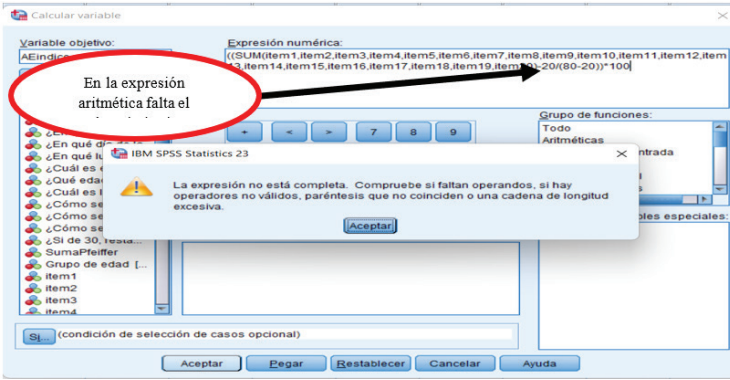 Calcular variable
Variable objetivo:
Expresión numérica:
AEindice
((SUM(item1,item2,item3,item4,item5,item6,item7,item8,item9,item10,item11,item12,item
13,item14,item15,item16,item17,item18,item19,item20)-20/(80-20))*100
En la expresión
aritmética falta el
Grupo de funciones:
Todo
Aritméticas
+ < > 7 8 9
¿En qué
¿En qué lu
¿Cuál es
¿Qué eda
¿Cuál es
¿Cómo se
¿Cómo se
¿Cómo se
¿Si de 30, resta...
SumaPfeiffer
Grupo de edad [...
item1
item2
item3
item4
IBM SPSS Statistics 23
La expresión no está completa. Compruebe si faltan operandos, si hay
operadores no válidos, paréntesis que no coinciden o una cadena de longitud
excesiva.
Aceptar
especiales:
Si... (condición de selección de casos opcional)
Aceptar Pegar Restablecer Cancelar Ayuda